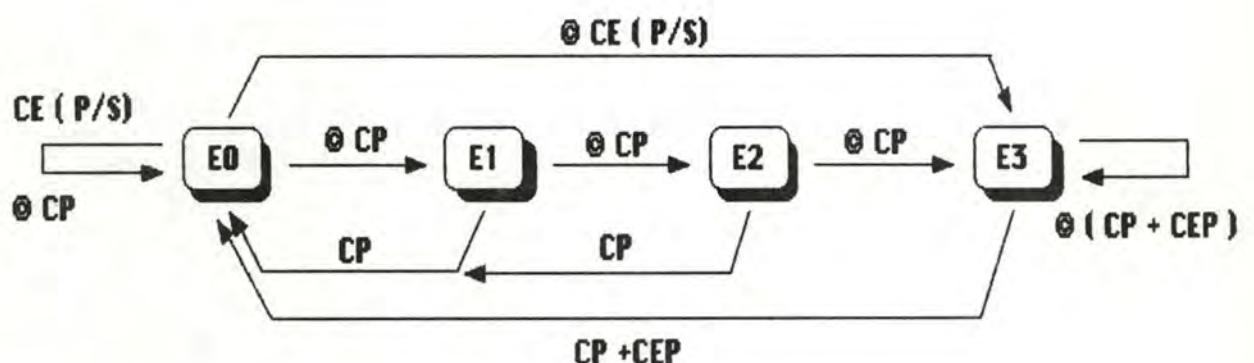 © CE ( P/S)
CE ( P/S)
E0
© CP
E1
© CP
E2
© CP
E3
© CP
© ( CP + CEP )
CP
CP
CP +CEP